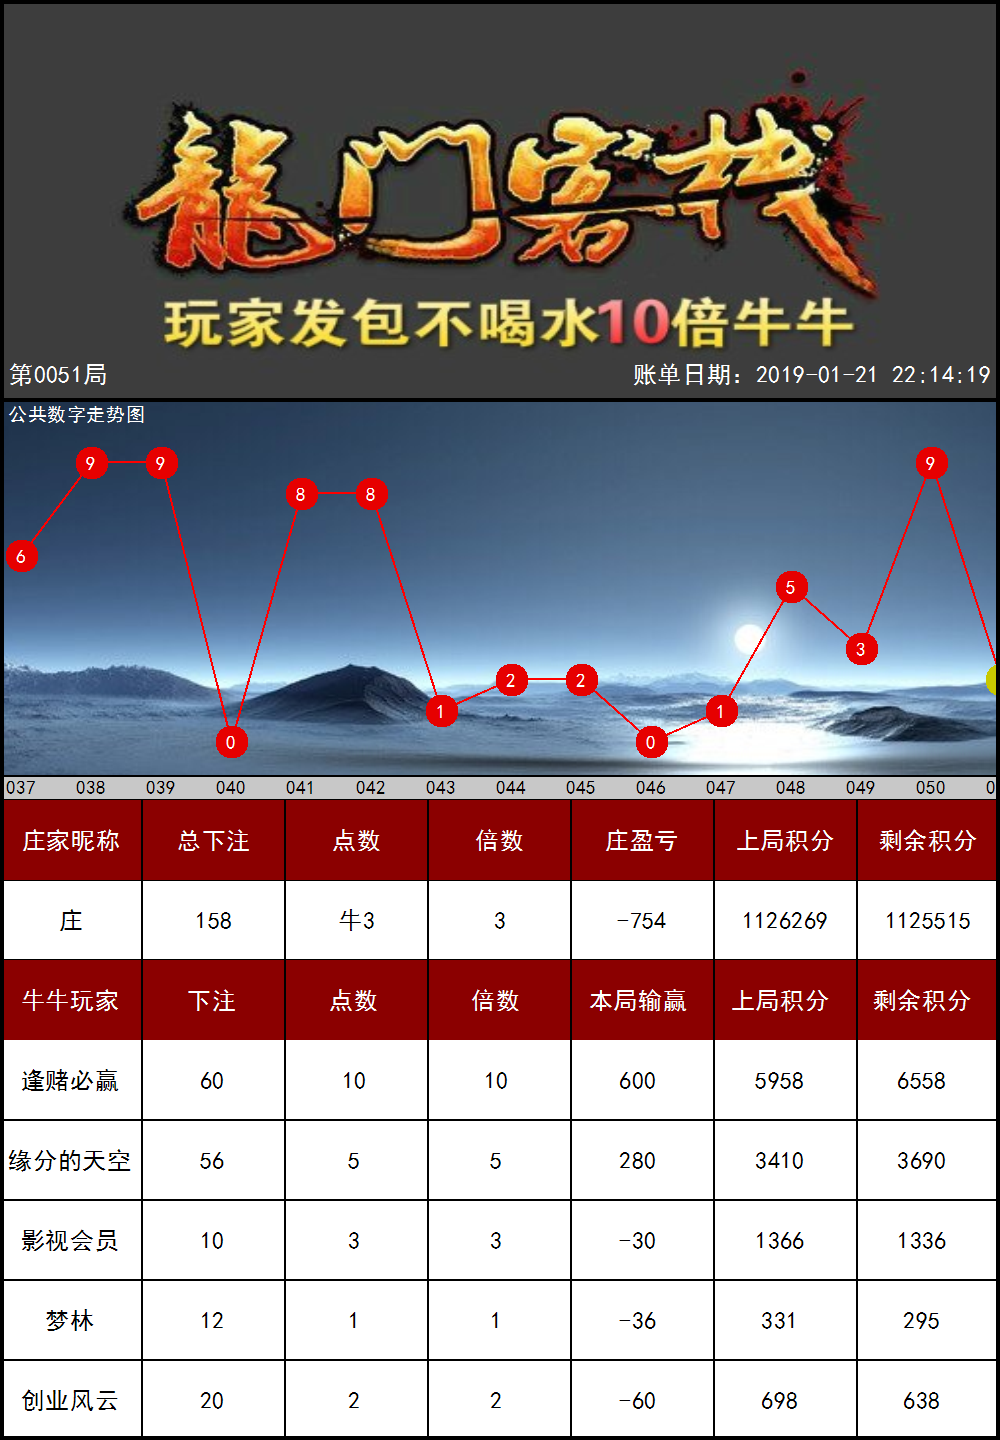 龍门客栈
玩家发包不喝水10倍牛牛
第0051局 账单日期：2019-01-21 22:14:19
公共数字走势图
6 9 9 0 8 8 1 2 2 0 1 5 3 9
037 038 039 040 041 042 043 044 045 046 047 048 049 050 0
庄家昵称 总下注 点数 倍数 庄盈亏 上局积分 剩余积分
庄 158 牛3 3 -754 1126269 1125515
牛牛玩家 下注 点数 倍数 本局输赢 上局积分 剩余积分
逢赌必赢 60 10 10 600 5958 6558
缘分的天空 56 5 5 280 3410 3690
影视会员 10 3 3 -30 1366 1336
梦林 12 1 1 -36 331 295
创业风云 20 2 2 -60 698 638